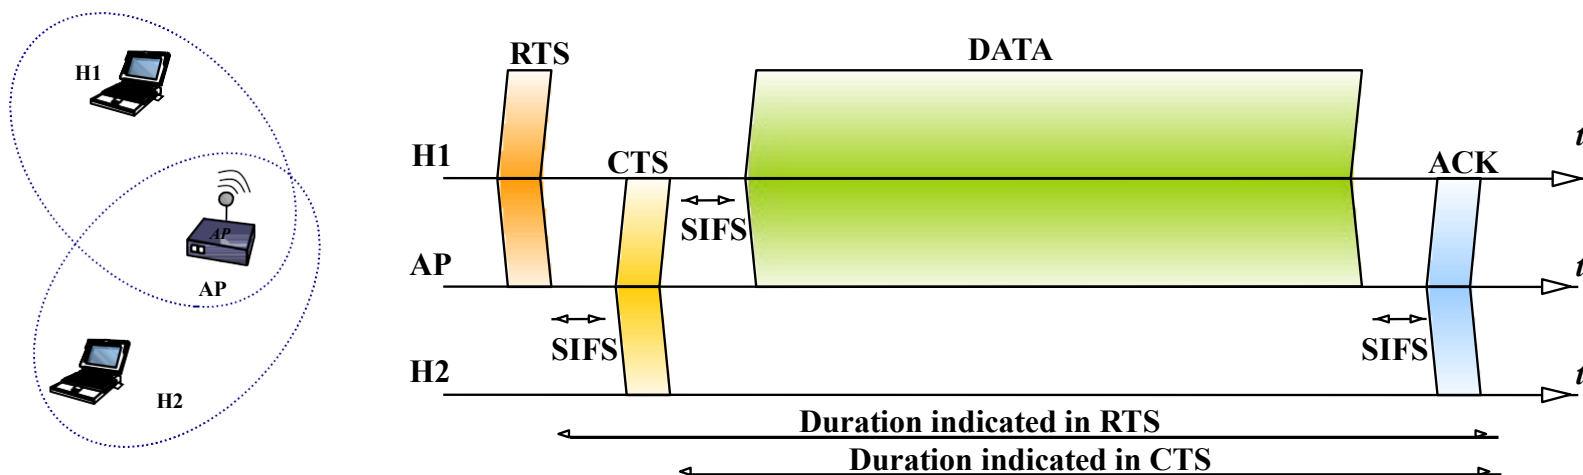 H1
AP
AP
H2
RTS
DATA
H1
t
CTS
ACK
SIFS
AP
t
SIFS
SIFS
H2
t
Duration indicated in RTS
Duration indicated in CTS